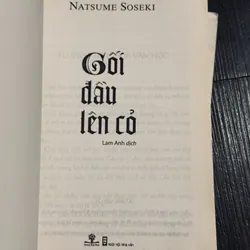 NATSUME SOSEKI
Gối
đầu
lên cỏ
Lam Anh dịch